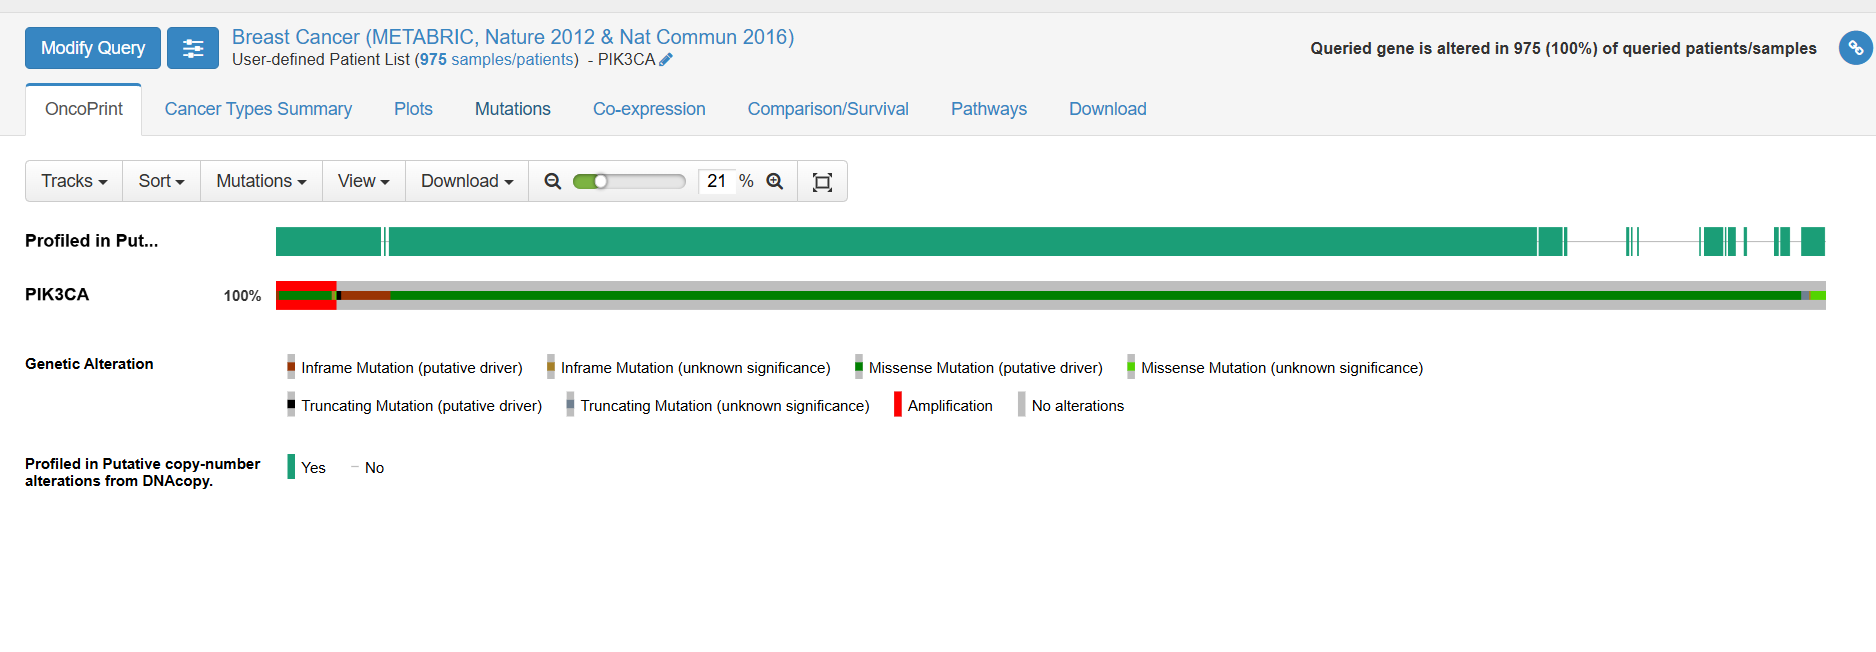 Modify Query
Breast Cancer (METABRIC, Nature 2012 & Nat Commun 2016)
User-defined Patient List (975 samples/patients) - PIK3CA
Queried gene is altered in 975 (100%) of queried patients/samples
OncoPrint Cancer Types Summary Plots Mutations Co-expression Comparison/Survival Pathways Download
Tracks Sort Mutations View Download 21 %
Profiled in Put...
PIK3CA 100%
Genetic Alteration Inframe Mutation (putative driver) Inframe Mutation (unknown significance) Missense Mutation (putative driver) Missense Mutation (unknown significance)
Truncating Mutation (putative driver) Truncating Mutation (unknown significance) Amplification No alterations
Profiled in Putative copy-number
alterations from DNAcopy.
Yes No